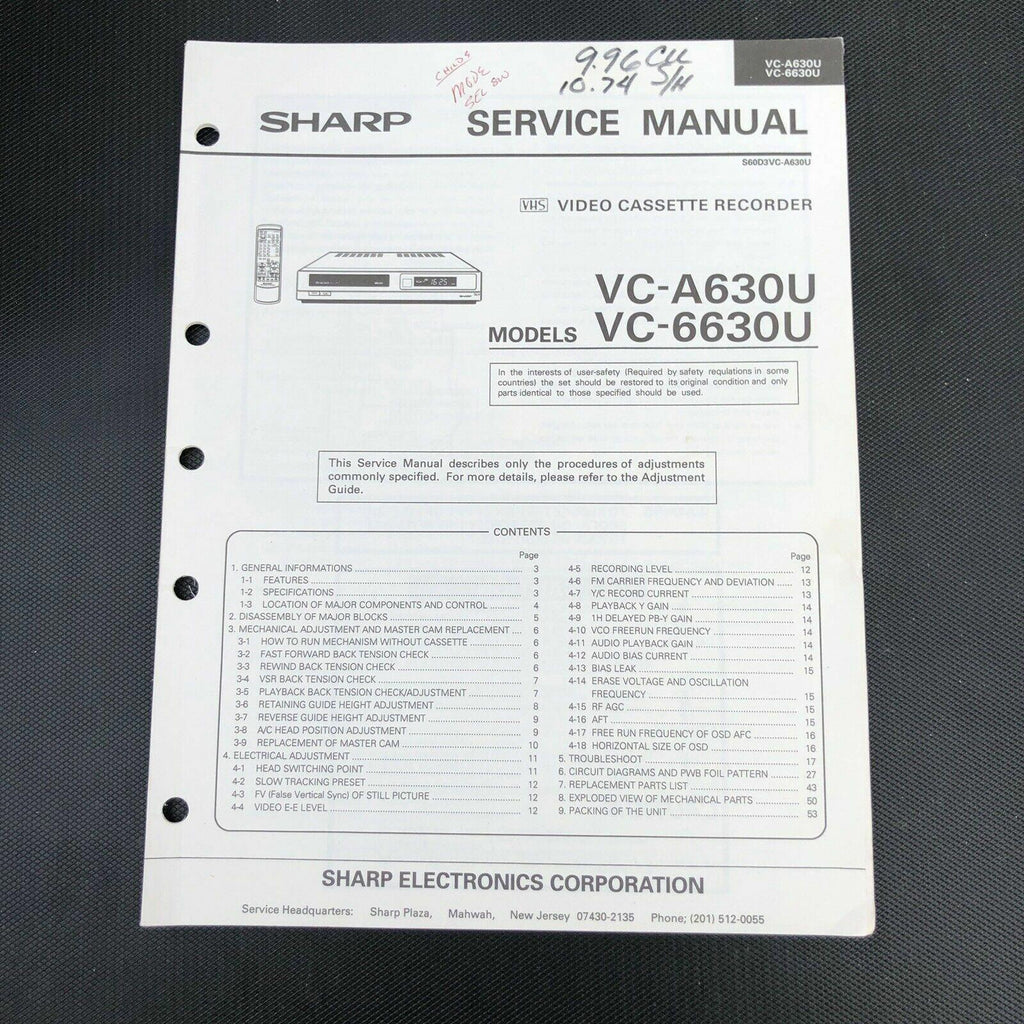 CHILDS
MODE
SEL SW
9.96
10.74 S/H
VC-A630U
VC-6630U
SHARP SERVICE MANUAL
S60D3VC-A630U
VHS VIDEO CASSETTE RECORDER
16:25
VC-A630U
MODELS VC-6630U
In the interests of user-safety (Required by safety requlations in some
countries) the set should be restored to its original condition and only
parts identical to those specified should be used.
This Service Manual describes only the procedures of adjustments
commonly specified. For more details, please refer to the Adjustment
Guide.
CONTENTS
Page
1. GENERAL INFORMATIONS 3
1-1 FEATURES 3
1-2 SPECIFICATIONS 3
1-3 LOCATION OF MAJOR COMPONENTS AND CONTROL 4
2. DISASSEMBLY OF MAJOR BLOCKS 5
3. MECHANICAL ADJUSTMENT AND MASTER CAM REPLACEMENT 6
3-1 HOW TO RUN MECHANISM WITHOUT CASSETTE 6
3-2 FAST FORWARD BACK TENSION CHECK 6
3-3 REWIND BACK TENSION CHECK 6
3-4 VSR BACK TENSION CHECK 7
3-5 PLAYBACK BACK TENSION CHECK/ADJUSTMENT 7
3-6 RETAINING GUIDE HEIGHT ADJUSTMENT 8
3-7 REVERSE GUIDE HEIGHT ADJUSTMENT 9
3-8 A/C HEAD POSITION ADJUSTMENT 9
3-9 REPLACEMENT OF MASTER CAM 10
4. ELECTRICAL ADJUSTMENT 11
4-1 HEAD SWITCHING POINT 11
4-2 SLOW TRACKING PRESET 12
4-3 FV (False Vertical Sync) OF STILL PICTURE 12
4-4 VIDEO E-E LEVEL 12
Page
4-5 RECORDING LEVEL 12
4-6 FM CARRIER FREQUENCY AND DEVIATION 13
4-7 Y/C RECORD CURRENT 13
4-8 PLAYBACK Y GAIN 14
4-9 1H DELAYED PB-Y GAIN 14
4-10 VCO FREERUN FREQUENCY 14
4-11 AUDIO PLAYBACK GAIN 14
4-12 AUDIO BIAS CURRENT 14
4-13 BIAS LEAK 15
4-14 ERASE VOLTAGE AND OSCILLATION
FREQUENCY 15
4-15 RF AGC 15
4-16 AFT 15
4-17 FREE RUN FREQUENCY OF OSD AFC 16
4-18 HORIZONTAL SIZE OF OSD 16
5. TROUBLESHOOT 17
6. CIRCUIT DIAGRAMS AND PWB FOIL PATTERN 27
7. REPLACEMENT PARTS LIST 43
8. EXPLODED VIEW OF MECHANICAL PARTS 50
9. PACKING OF THE UNIT 53
SHARP ELECTRONICS CORPORATION
Service Headquarters: Sharp Plaza, Mahwah, New Jersey 07430-2135 Phone; (201) 512-0055